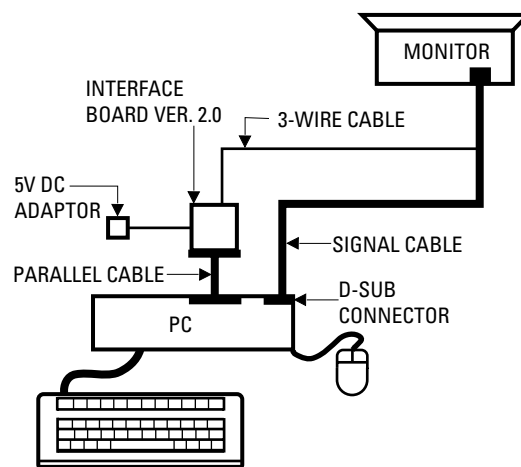 MONITOR
INTERFACE
BOARD VER. 2.0
3-WIRE CABLE
5V DC
ADAPTOR
SIGNAL CABLE
PARALLEL CABLE
D-SUB
CONNECTOR
PC